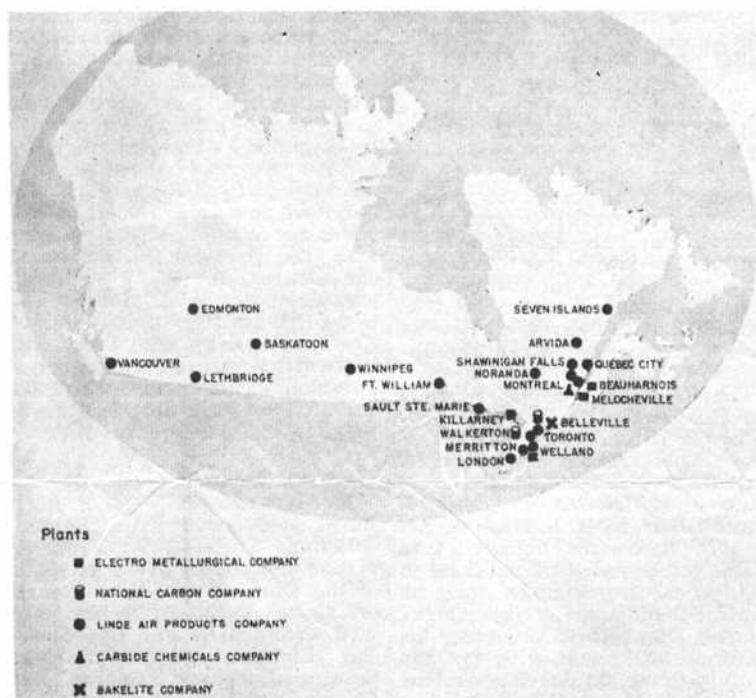 EDMONTON
SEVEN ISLANDS
SASKATOON
ARVIDA
VANCOUVER
SHAWINIGAN FALLS
QUÉBEC CITY
WINNIPEG
NORANDA
LETHBRIDGE
FT. WILLIAM
MONTREAL
BEAUHARNOIS
MELOCHEVILLE
SAULT STE. MARIE
KILLARNEY
BELLEVILLE
WALKERTON
TORONTO
MERRITTON
WELLAND
LONDON
Plants
ELECTRO METALLURGICAL COMPANY
NATIONAL CARBON COMPANY
LINDE AIR PRODUCTS COMPANY
CARBIDE CHEMICALS COMPANY
BAKELITE COMPANY